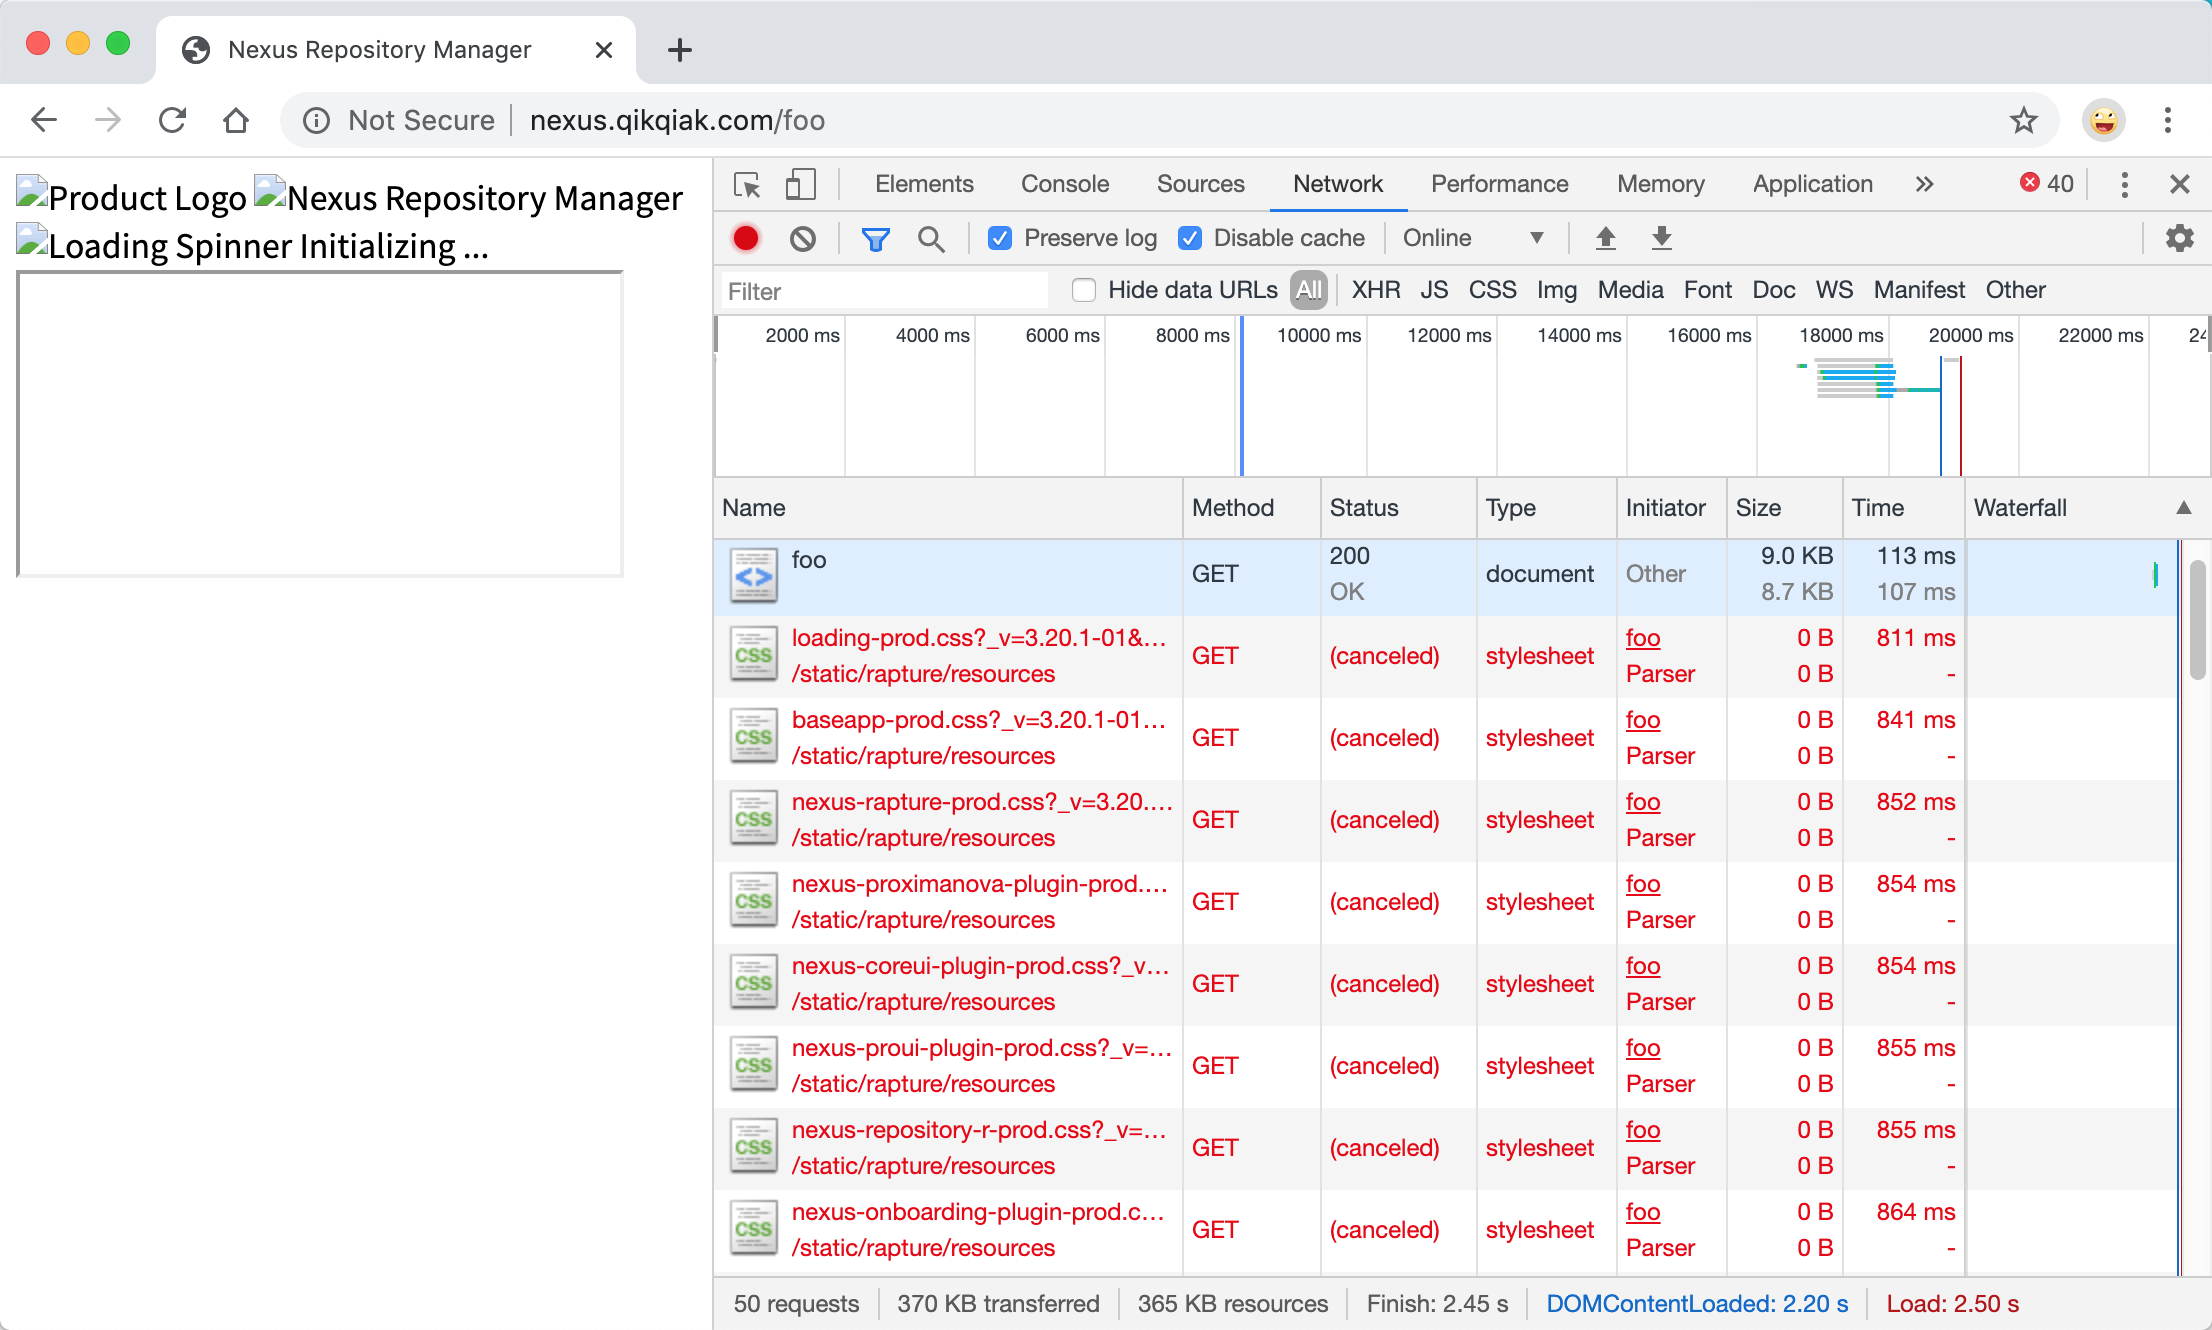 Nexus Repository Manager
Not Secure nexus.qikqiak.com/foo
Product Logo Nexus Repository Manager
Loading Spinner Initializing ...
Elements Console Sources Network Performance Memory Application » 40
Preserve log Disable cache Online
Filter Hide data URLs All XHR JS CSS Img Media Font Doc WS Manifest Other
2000 ms 4000 ms 6000 ms 8000 ms 10000 ms 12000 ms 14000 ms 16000 ms 18000 ms 20000 ms 22000 ms 24
Name Method Status Type Initiator Size Time Waterfall
foo GET 200 document Other 9.0 KB 113 ms
OK 8.7 KB 107 ms
CSS loading-prod.css?_v=3.20.1-01&... GET (canceled) stylesheet foo 0 B 811 ms
/static/rapture/resources Parser 0 B -
CSS baseapp-prod.css?_v=3.20.1-01... GET (canceled) stylesheet foo 0 B 841 ms
/static/rapture/resources Parser 0 B -
CSS nexus-rapture-prod.css?_v=3.20.... GET (canceled) stylesheet foo 0 B 852 ms
/static/rapture/resources Parser 0 B -
CSS nexus-proximanova-plugin-prod.... GET (canceled) stylesheet foo 0 B 854 ms
/static/rapture/resources Parser 0 B -
CSS nexus-coreui-plugin-prod.css?_v... GET (canceled) stylesheet foo 0 B 854 ms
/static/rapture/resources Parser 0 B -
CSS nexus-proui-plugin-prod.css?_v=... GET (canceled) stylesheet foo 0 B 855 ms
/static/rapture/resources Parser 0 B -
CSS nexus-repository-r-prod.css?_v=... GET (canceled) stylesheet foo 0 B 855 ms
/static/rapture/resources Parser 0 B -
CSS nexus-onboarding-plugin-prod.c... GET (canceled) stylesheet foo 0 B 864 ms
/static/rapture/resources Parser 0 B -
50 requests 370 KB transferred 365 KB resources Finish: 2.45 s DOMContentLoaded: 2.20 s Load: 2.50 s